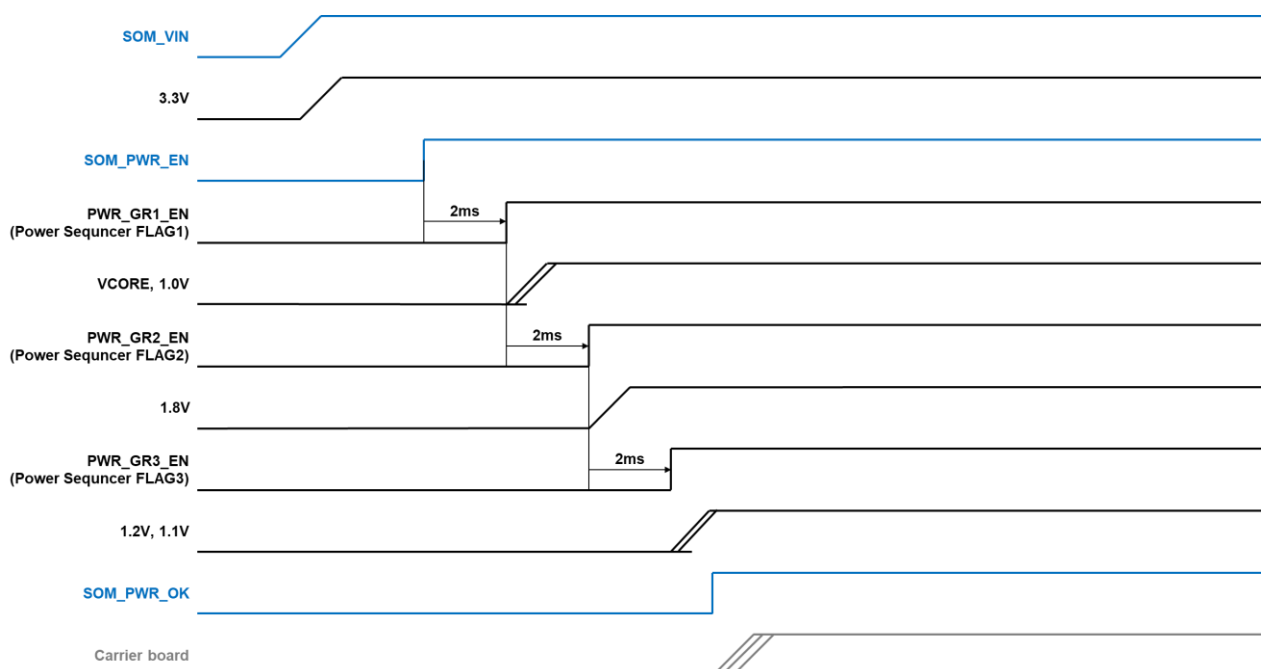 SOM_VIN
3.3V
SOM_PWR_EN
PWR_GR1_EN
(Power Sequncer FLAG1)
2ms
VCORE, 1.0V
PWR_GR2_EN
(Power Sequncer FLAG2)
2ms
1.8V
PWR_GR3_EN
(Power Sequncer FLAG3)
2ms
1.2V, 1.1V
SOM_PWR_OK
Carrier board